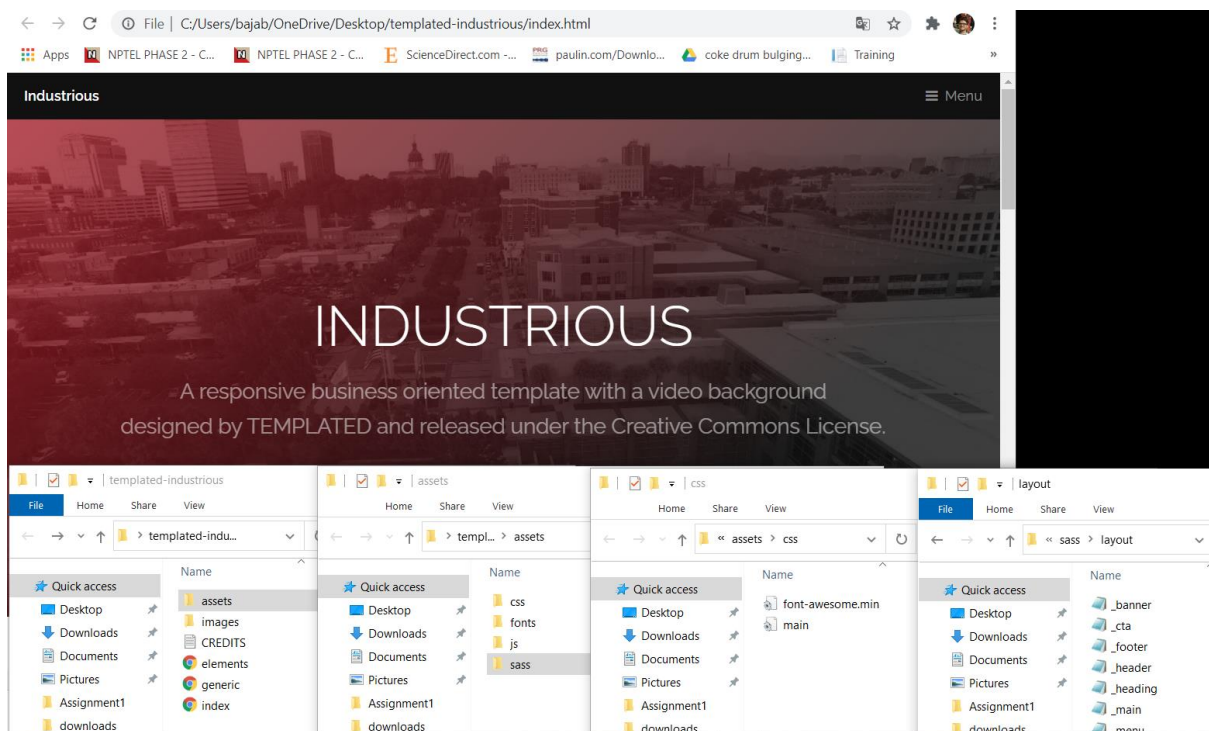 File | C:/Users/bajab/OneDrive/Desktop/templated-industrious/index.html
Apps NPTEL PHASE 2 - C... NPTEL PHASE 2 - C... ScienceDirect.com -... paulin.com/Downlo... coke drum bulging... Training »
Industrious Menu
INDUSTRIOUS
A responsive business oriented template with a video background
designed by TEMPLATED and released under the Creative Commons License.
templated-industrious
File Home Share View
templated-indu...
Name
Quick access
Desktop
Downloads
Documents
Pictures
Assignment1
downloads
assets
images
CREDITS
elements
generic
index
assets
Home Share View
templ... > assets
Name
Quick access
Desktop
Downloads
Documents
Pictures
Assignment1
downloads
css
fonts
js
sass
css
Home Share View
« assets > css
Name
Quick access
Desktop
Downloads
Documents
Pictures
Assignment1
downloads
font-awesome.min
main
layout
File Home Share View
« sass > layout
Name
Quick access
Desktop
Downloads
Documents
Pictures
Assignment1
downloads
_banner
_cta
_footer
_header
_heading
_main
_menu